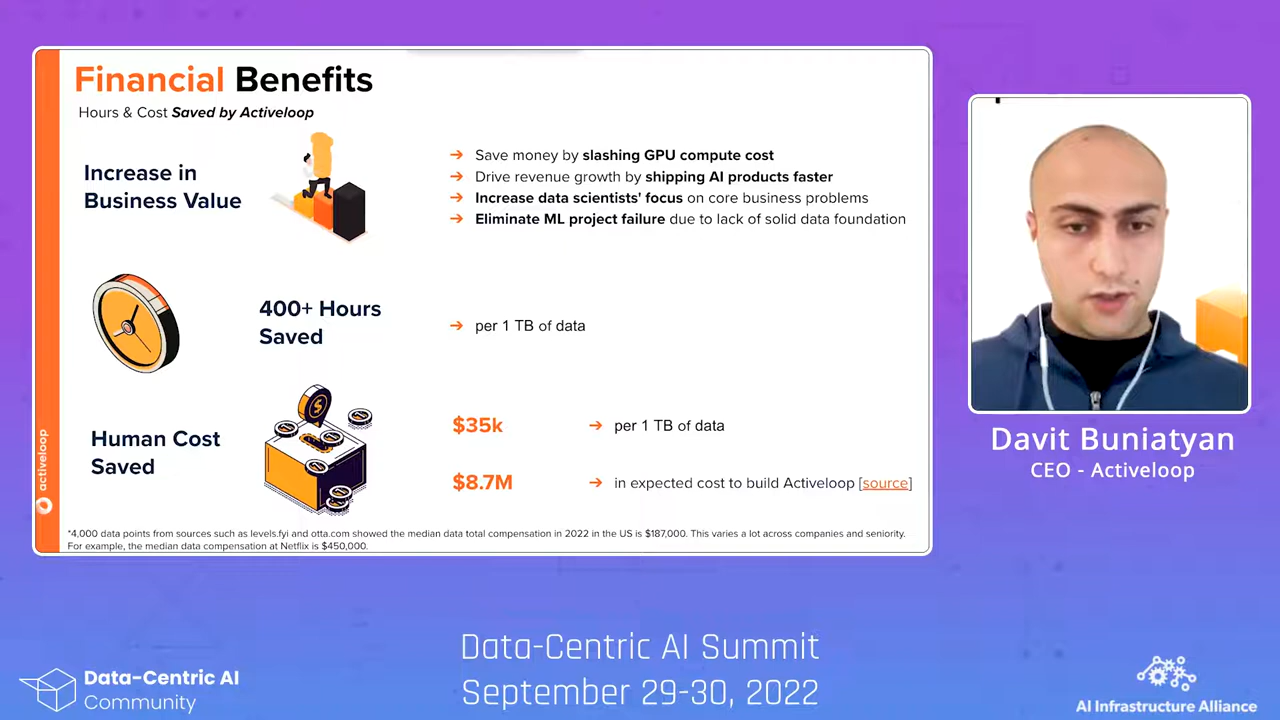 Financial Benefits
Hours & Cost Saved by Activeloop
Increase in
Business Value
→ Save money by slashing GPU compute cost
→ Drive revenue growth by shipping AI products faster
→ Increase data scientists' focus on core business problems
→ Eliminate ML project failure due to lack of solid data foundation
400+ Hours
Saved
→ per 1 TB of data
Human Cost
Saved
$35k → per 1 TB of data
$8.7M → in expected cost to build Activeloop [source]
activeloop
*4,000 data points from sources such as levels.fyi and otta.com showed the median data total compensation in 2022 in the US is $187,000. This varies a lot across companies and seniority.
For example, the median data compensation at Netflix is $450,000.
Davit Buniatyan
CEO - Activeloop
Data-Centric AI Summit
September 29-30, 2022
Data-Centric AI
Community
AI Infrastructure Alliance